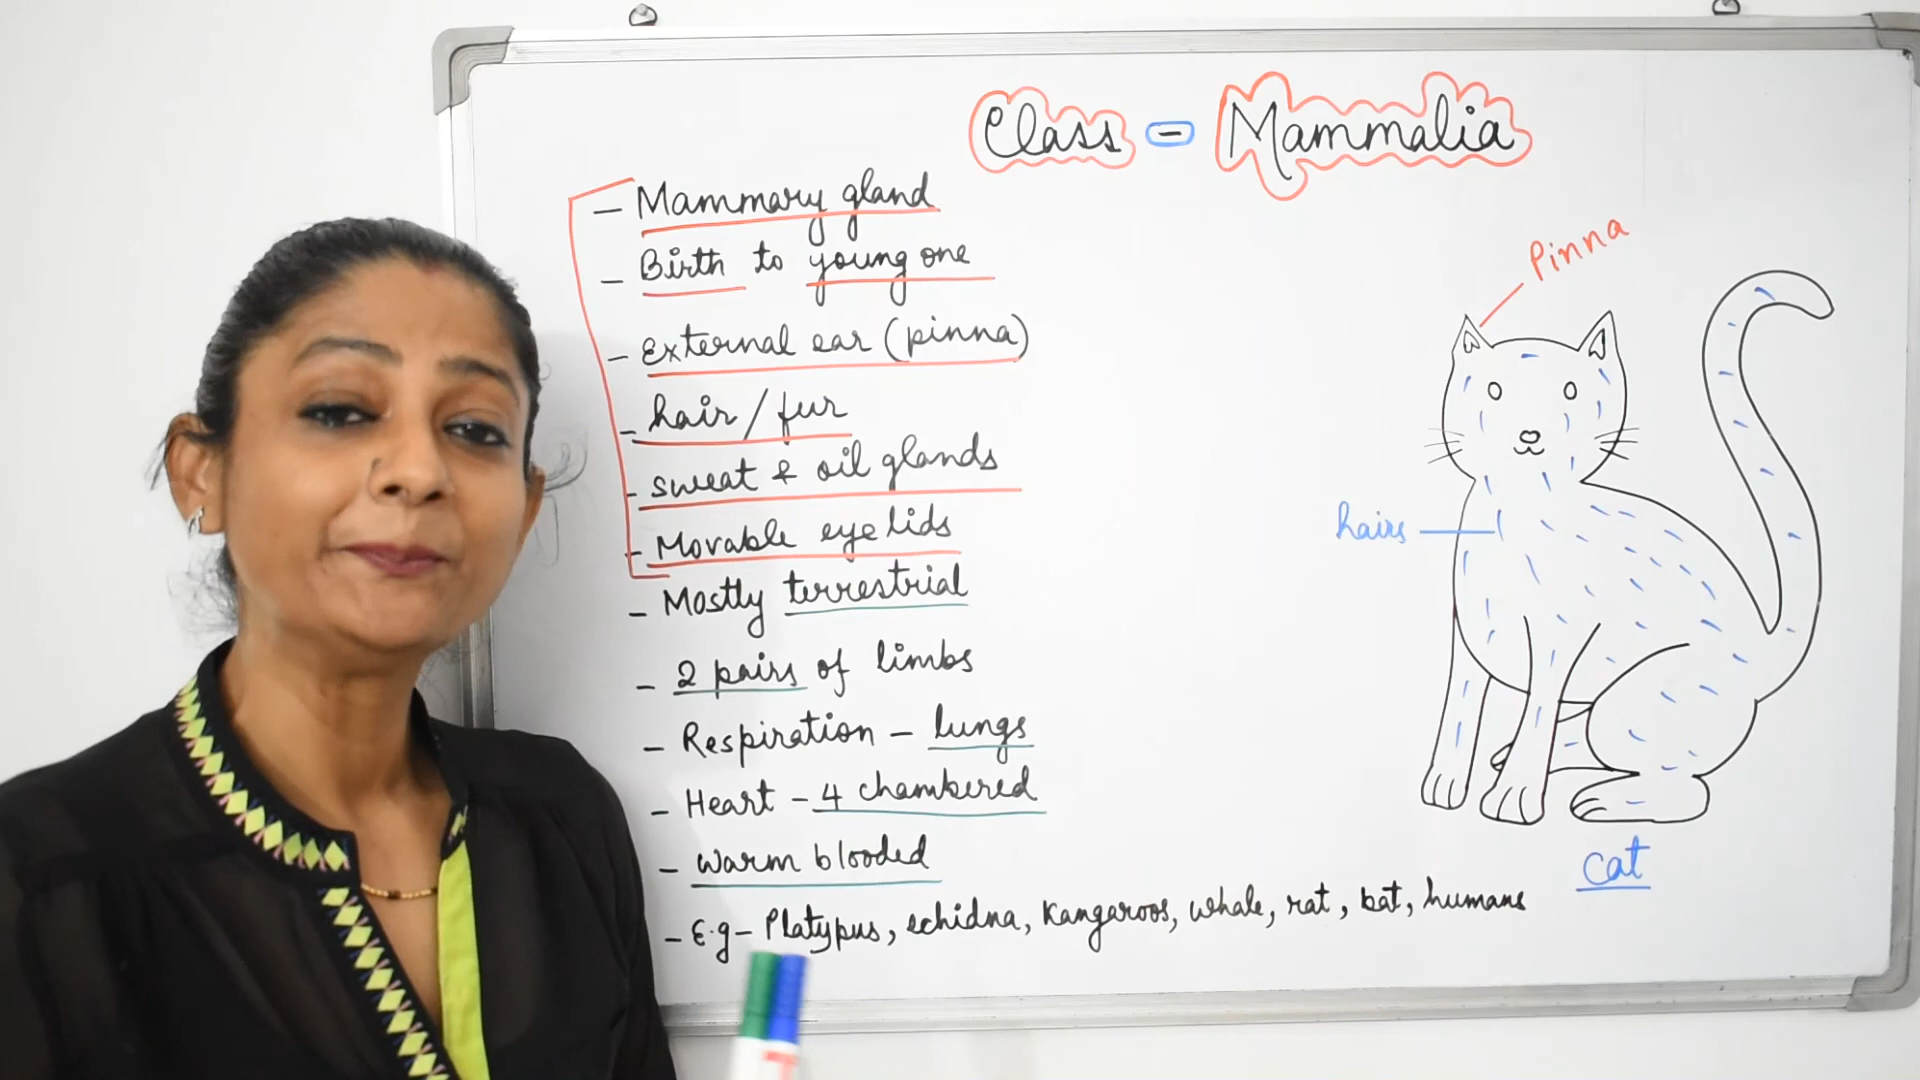 Class - Mammalia
- Mammary gland
- Birth to young one
- External ear (pinna)
- hair / fur
- sweat & oil glands
- Movable eye lids
- Mostly terrestrial
- 2 pairs of limbs
- Respiration - lungs
- Heart - 4 chambered
- warm blooded
- E.g - Platypus, echidna, Kangaroos, whale, rat, bat, humans
Pinna
hairs
cat